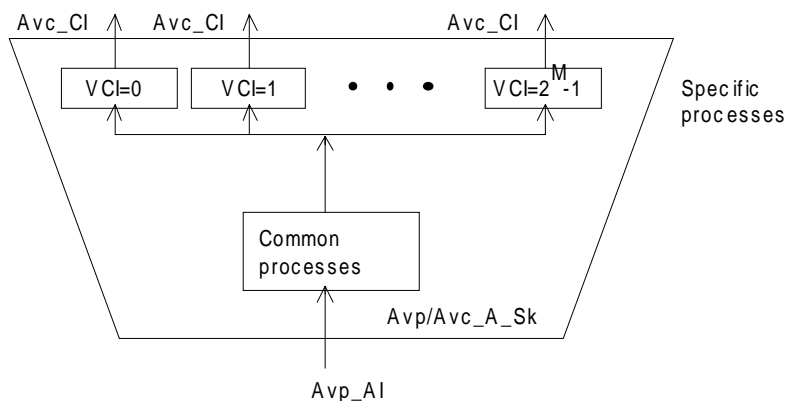 Avc_CI Avc_CI Avc_CI
VCI=0 VCI=1 • • • VCI=2^M-1
Specific
processes
Common
processes
Avp/Avc_A_Sk
Avp_AI